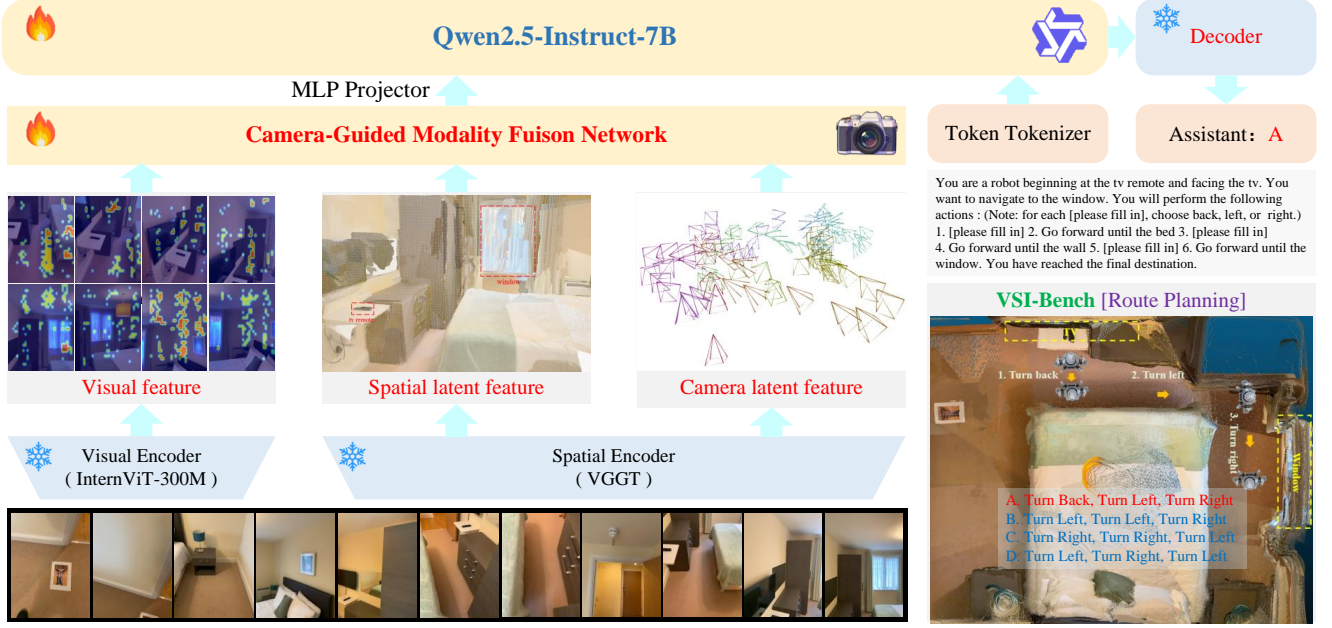 Qwen2.5-Instruct-7B
Decoder
MLP Projector
Camera-Guided Modality Fuison Network
Token Tokenizer
Assistant： A
You are a robot beginning at the tv remote and facing the tv. You
want to navigate to the window. You will perform the following
actions : (Note: for each [please fill in], choose back, left, or right.)
1. [please fill in] 2. Go forward until the bed 3. [please fill in]
4. Go forward until the wall 5. [please fill in] 6. Go forward until the
window. You have reached the final destination.
window
tv remote
Visual feature
Spatial latent feature
Camera latent feature
VSI-Bench [Route Planning]
TV
1. Turn back
2. Turn left
3. Turn right
Window
A. Turn Back, Turn Left, Turn Right
B. Turn Left, Turn Left, Turn Right
C. Turn Right, Turn Right, Turn Left
D. Turn Left, Turn Right, Turn Left
Visual Encoder
( InternViT-300M )
Spatial Encoder
( VGGT )